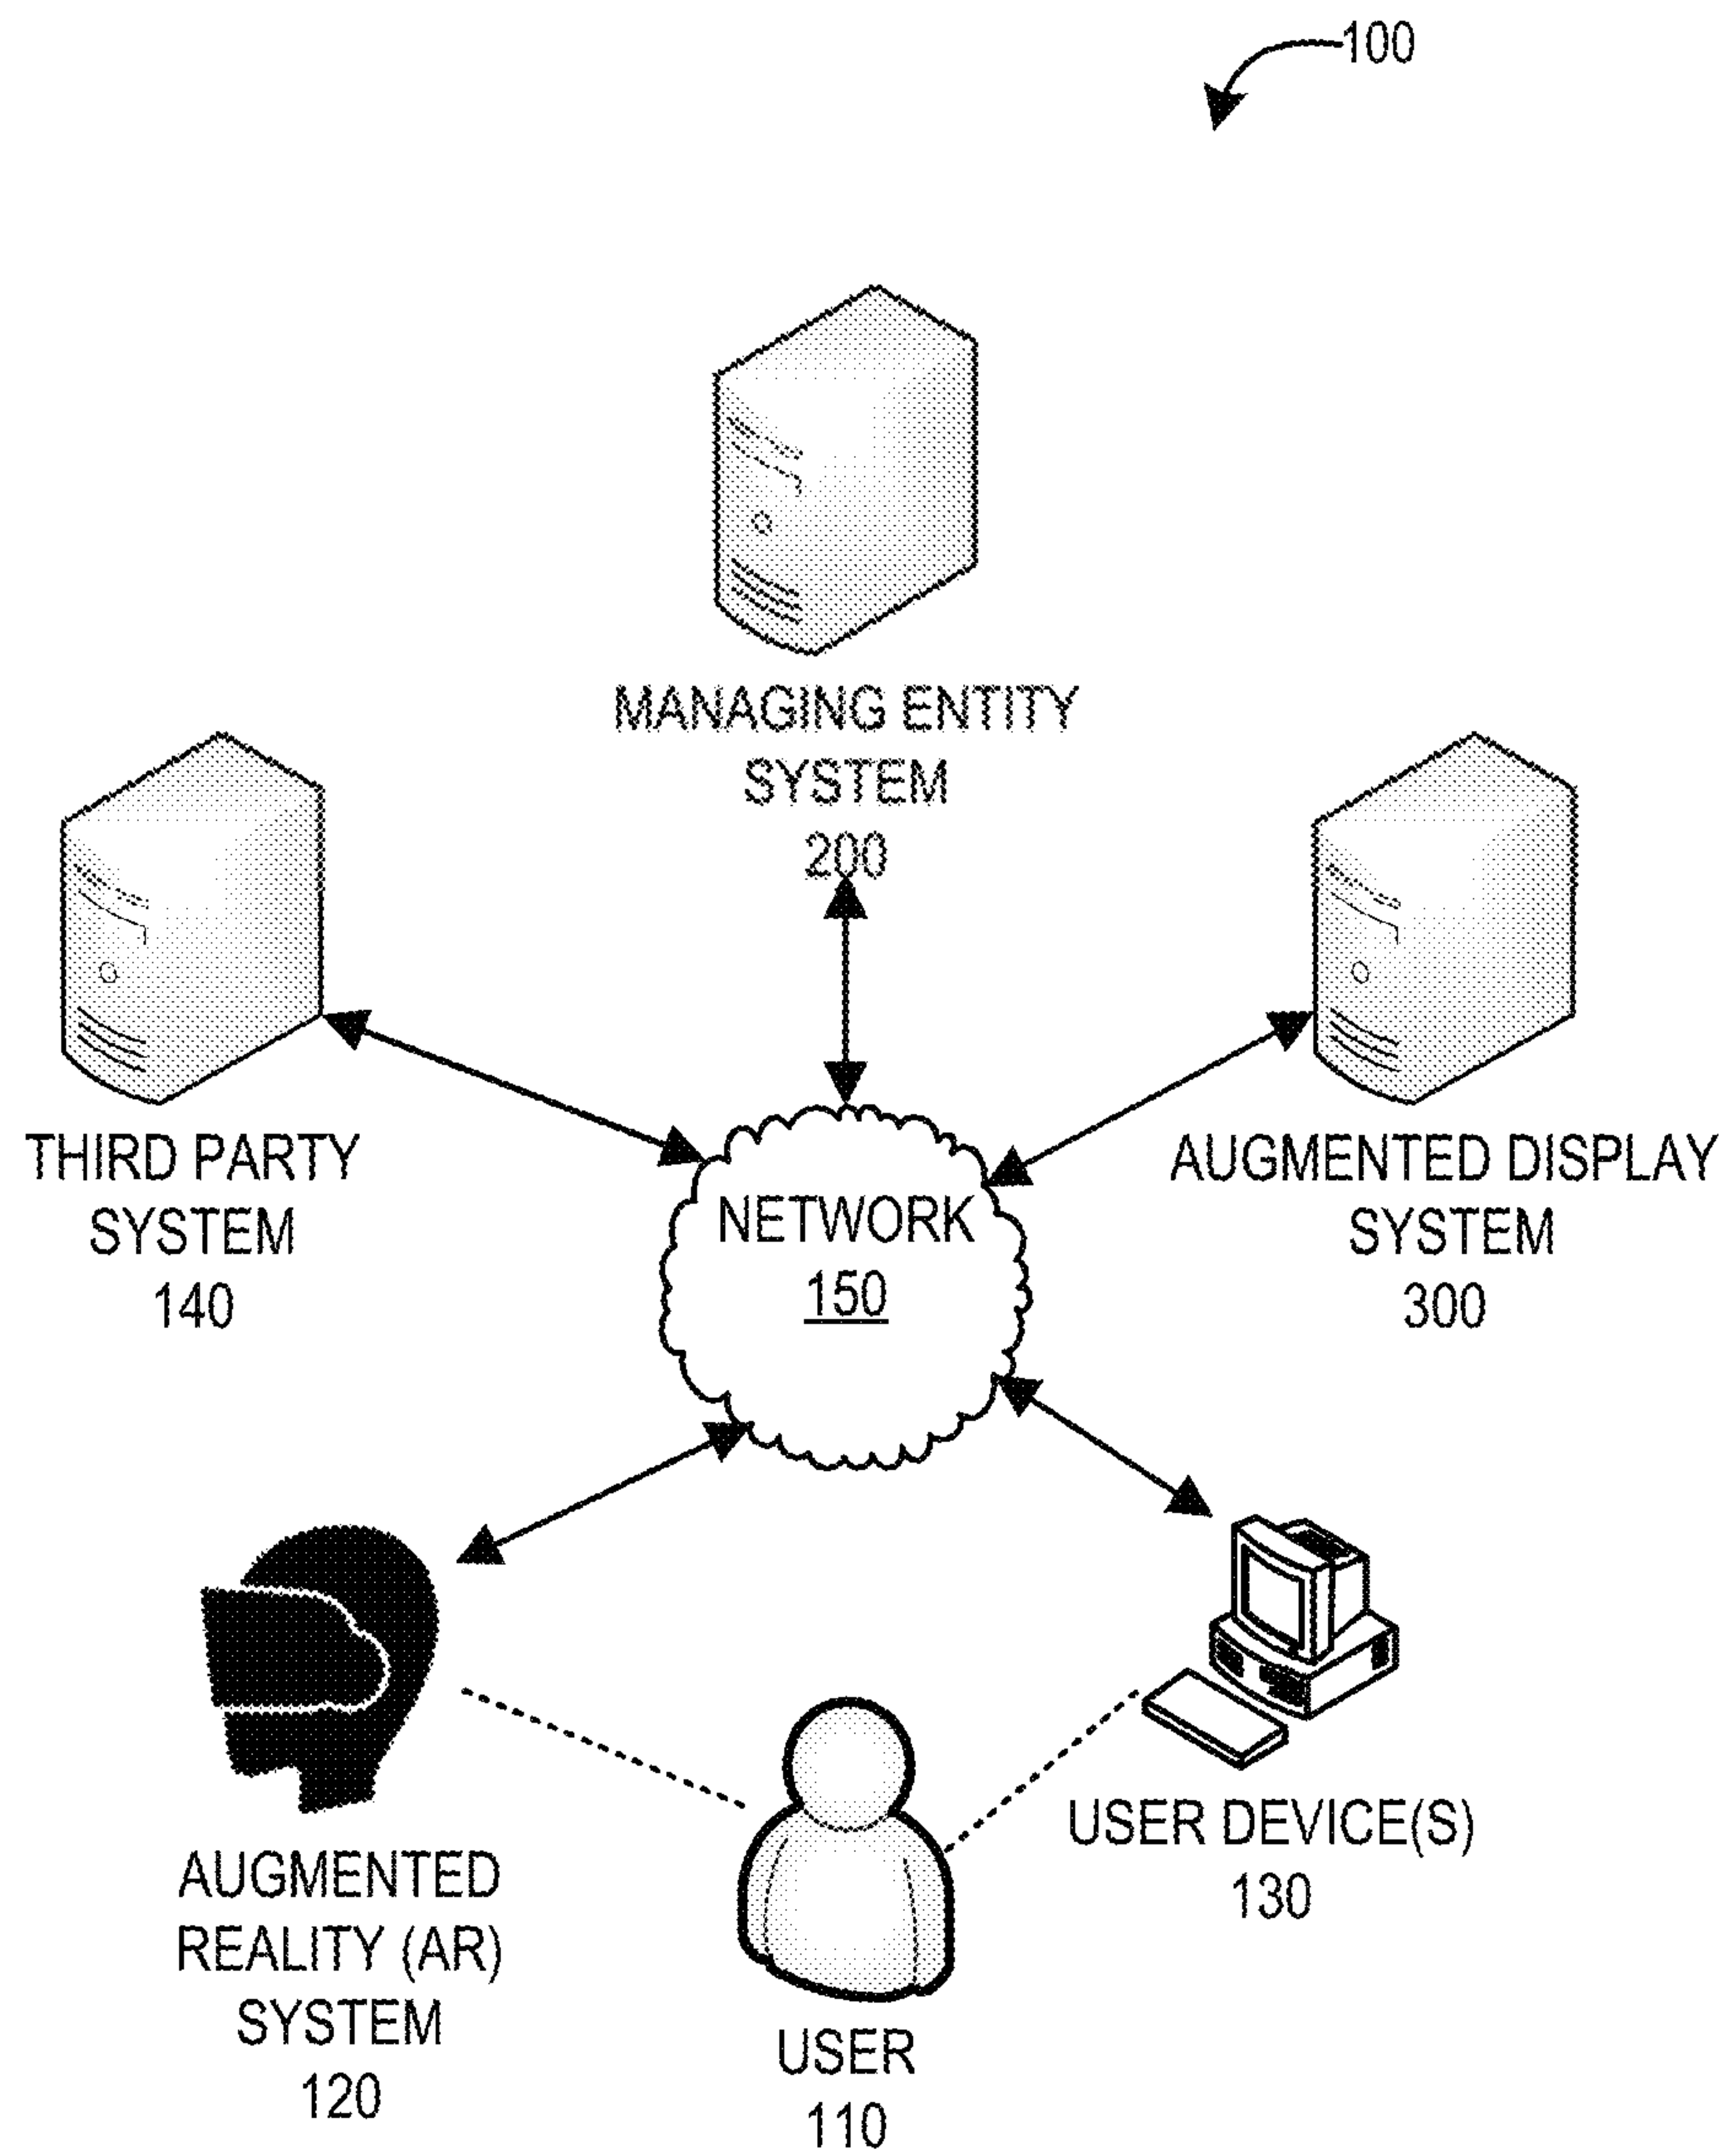 100
MANAGING ENTITY
SYSTEM
200
THIRD PARTY
SYSTEM
140
AUGMENTED DISPLAY
SYSTEM
300
NETWORK
150
AUGMENTED
REALITY (AR)
SYSTEM
120
USER
110
USER DEVICE(S)
130